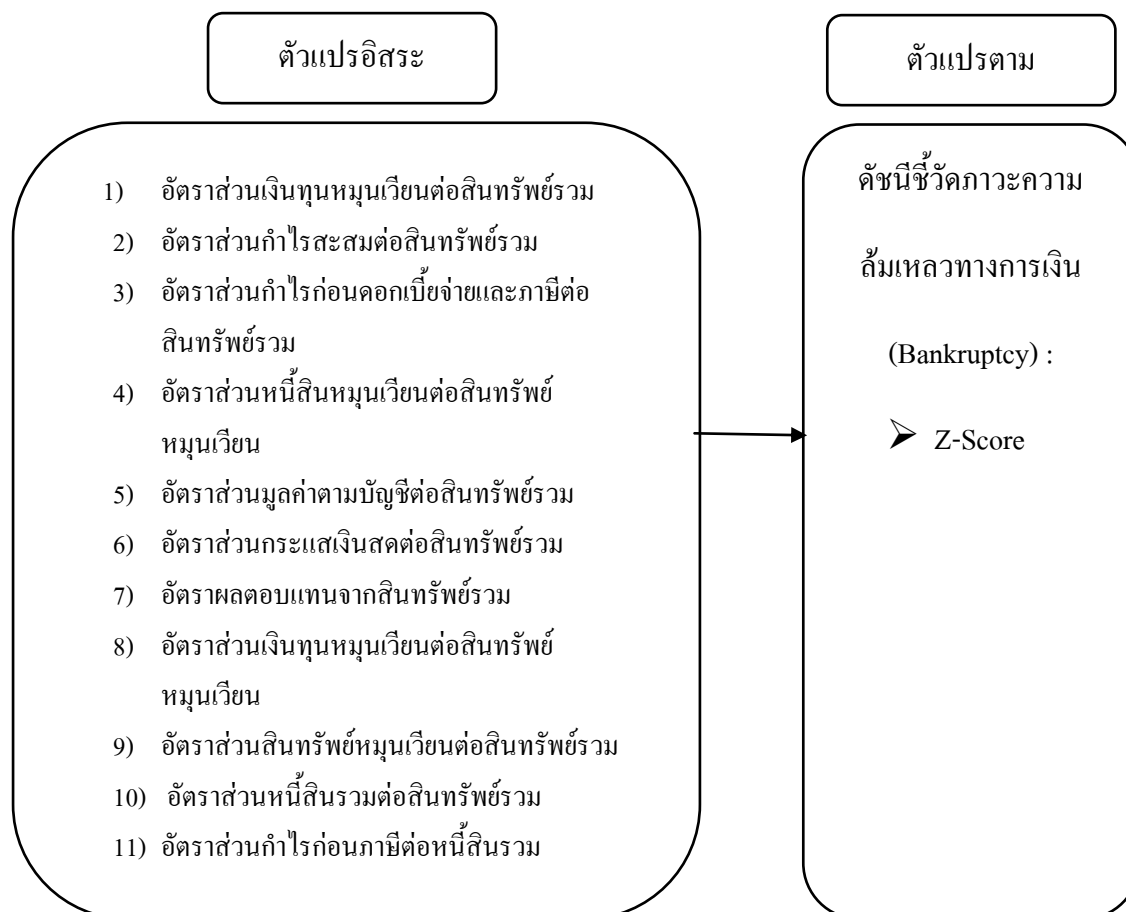 ตัวแปรอิสระ
ตัวแปรตาม
1) อัตราส่วนเงินทุนหมุนเวียนต่อสินทรัพย์รวม
2) อัตราส่วนกำไรสะสมต่อสินทรัพย์รวม
3) อัตราส่วนกำไรก่อนดอกเบี้ยจ่ายและภาษีต่อ
สินทรัพย์รวม
4) อัตราส่วนหนี้สินหมุนเวียนต่อสินทรัพย์
หมุนเวียน
5) อัตราส่วนมูลค่าตามบัญชีต่อสินทรัพย์รวม
6) อัตราส่วนกระแสเงินสดต่อสินทรัพย์รวม
7) อัตราผลตอบแทนจากสินทรัพย์รวม
8) อัตราส่วนเงินทุนหมุนเวียนต่อสินทรัพย์
หมุนเวียน
9) อัตราส่วนสินทรัพย์หมุนเวียนต่อสินทรัพย์รวม
10) อัตราส่วนหนี้สินรวมต่อสินทรัพย์รวม
11) อัตราส่วนกำไรก่อนภาษีต่อหนี้สินรวม
ดัชนีชี้วัดภาวะความ
ล้มเหลวทางการเงิน
(Bankruptcy) :
➢ Z-Score